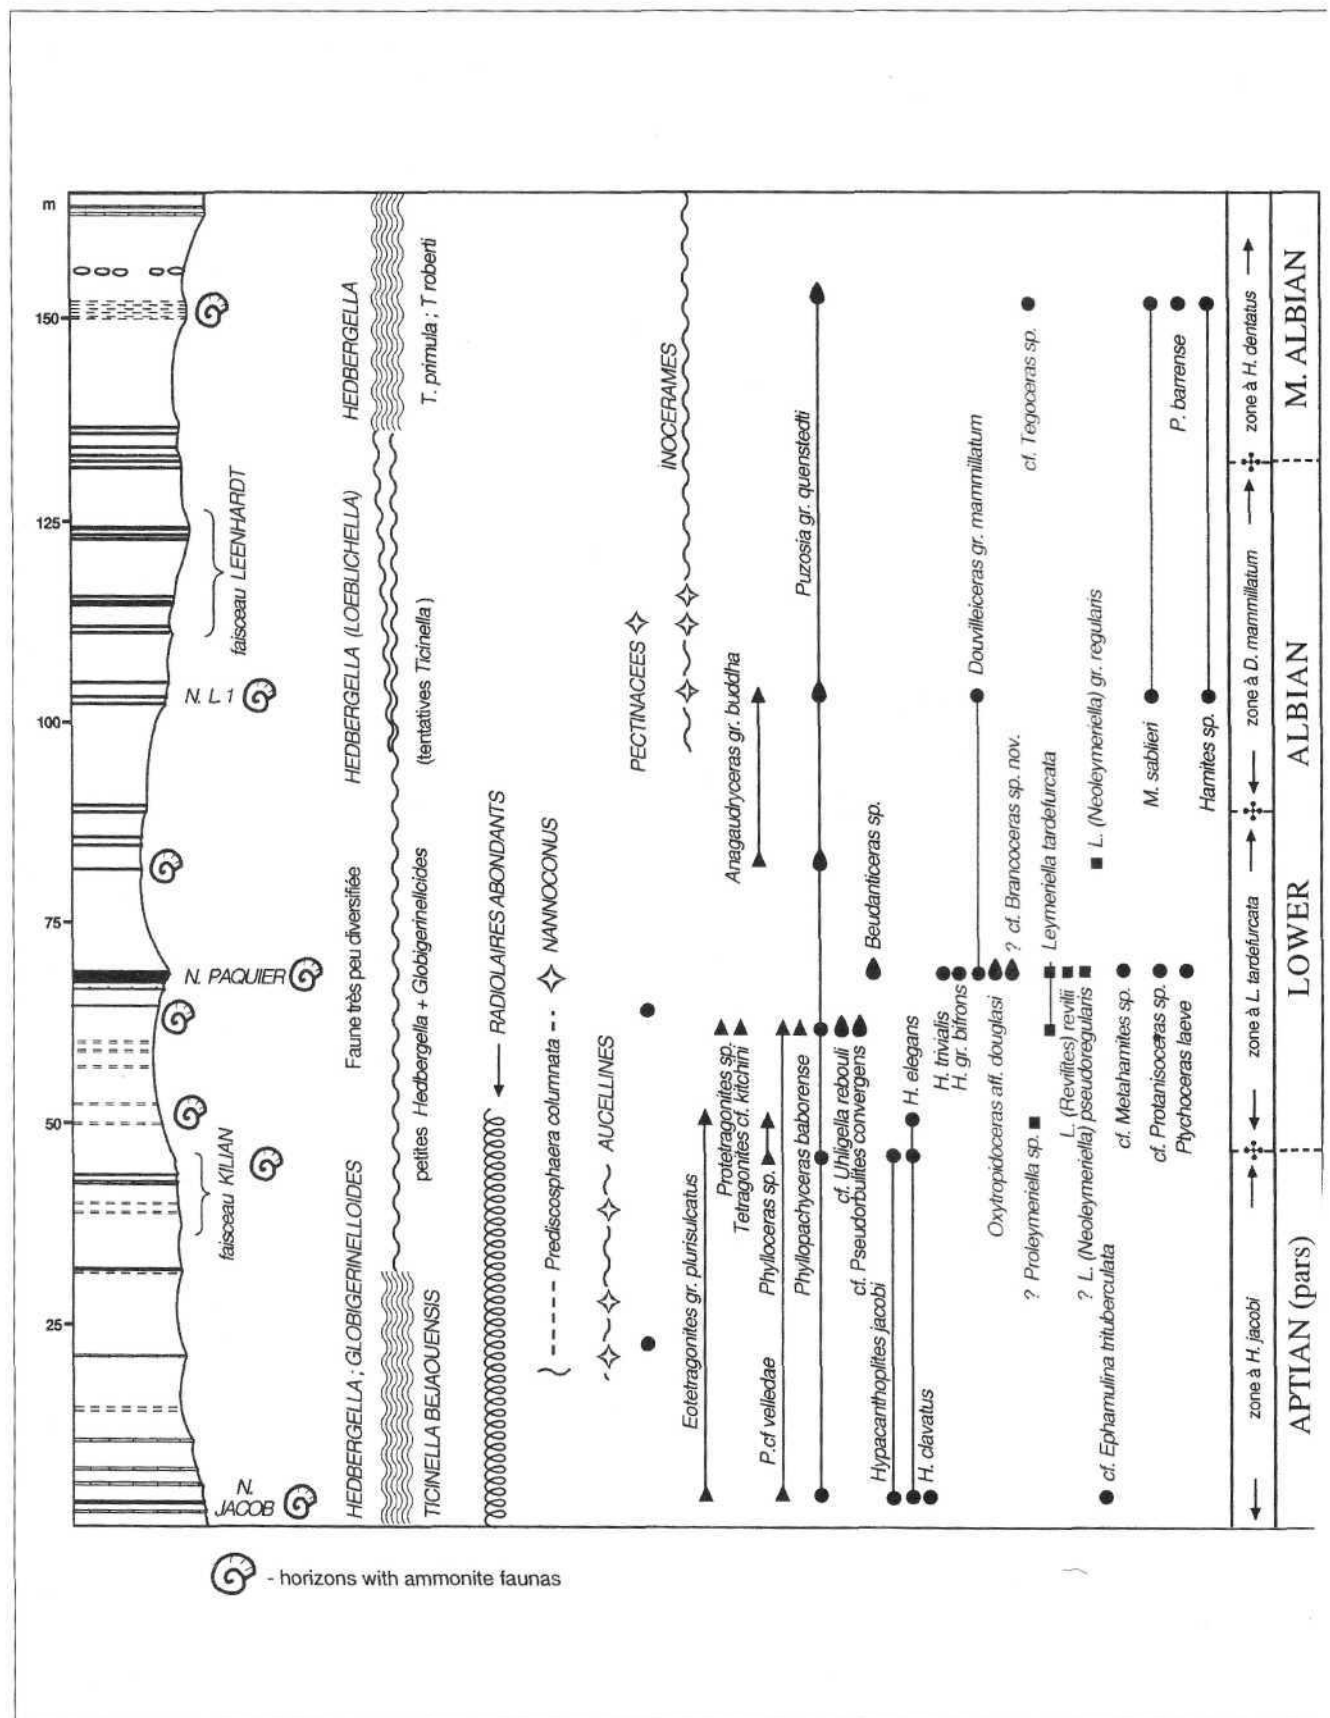 m
150
125
100
75
50
25
faisceau LEENHARDT
N. L.1
N. PAQUIER
faisceau KILIAN
N.
JACOB
HEDBERGELLA
HEDBERGELLA (LOEBLICHELLA)
Faune très peu diversifiée
HEDBERGELLA ; GLOBIGERINELLOIDES
T. primula ; T roberti
(tentatives Ticinella )
petites Hedbergella + Globigerinelloides
TICINELLA BEJAOUENSIS
RADIOLAIRES ABONDANTS
NANNOCONUS
Prediscosphaera columnata
AUCELLINES
PECTINACEES
INOCERAMES
Eotetragonites gr. plurisulcatus
Protetragonites sp.
Tetragonites cf. kitchini
Anagaudryceras gr. buddha
Phylloceras sp.
P.cf velledae
Phyllopachyceras baborense
Puzosia gr. quenstedti
cf. Uhligella rebouli
cf. Pseudorbulites convergens
Beudanticeras sp.
Hypacanthoplites jacobi
H. elegans
H. clavatus
H. trivialis
H. gr. bifrons
Douvilleiceras gr. mammillatum
Oxytropidoceras aff. douglasi
? cf. Brancoceras sp. nov.
cf. Tegoceras sp.
? Proleymeriella sp.
Leymeriella tardefurcata
L. (Revilites) revilii
? L. (Neoleymeriella) pseudoregularis
L. (Neoleymeriella) gr. regularis
cf. Ephamulina trituberculata
cf. Metahamites sp.
M. sablieri
cf. Protanisoceras sp.
P. barrense
Ptychoceras laeve
Hamites sp.
zone à H. dentatus
zone à D. mammillatum
zone à L. tardefurcata
zone à H. jacobi
M. ALBIAN
LOWER ALBIAN
APTIAN (pars)
- horizons with ammonite faunas